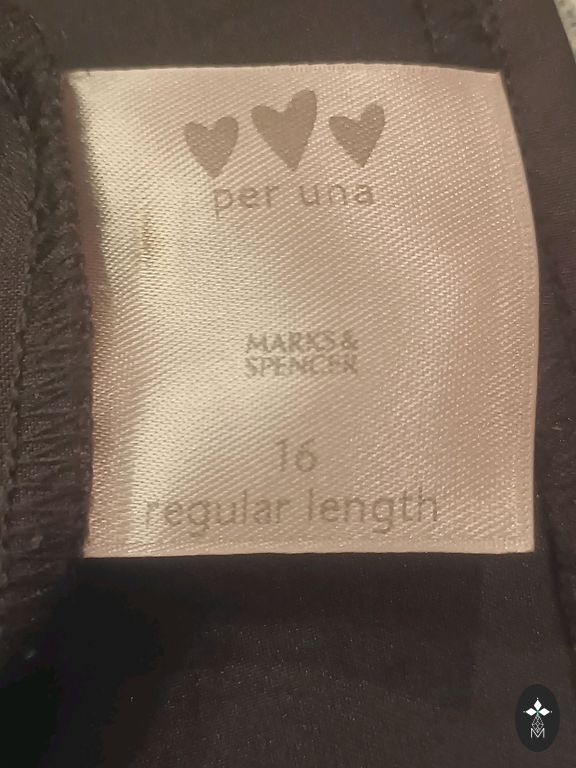 per una
MARKS &
SPENCER
16
regular length
M